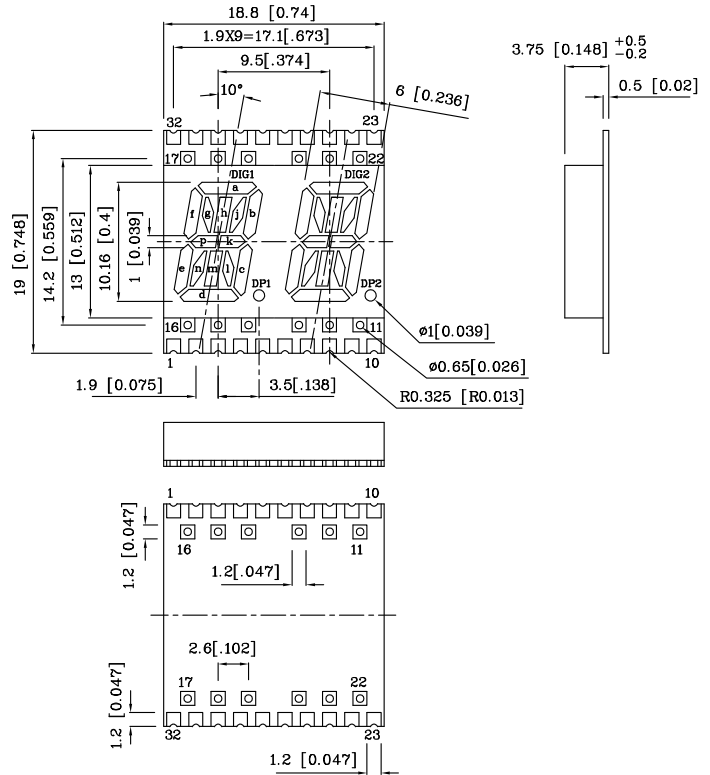 18.8 [0.74]
1.9X9=17.1[.673]
9.5[.374]
10°
6 [0.236]
3.75 [0.148] +0.5 −0.2
0.5 [0.02]
32
23
17
22
DIG1
DIG2
a
f
g
h
j
b
p
k
e
n
m
l
c
d
DP1
DP2
19 [0.748]
14.2 [0.559]
13 [0.512]
10.16 [0.4]
1 [0.039]
16
11
1
10
ø1[0.039]
ø0.65[0.026]
R0.325 [R0.013]
1.9 [0.075]
3.5[.138]
1
10
16
11
1.2 [0.047]
1.2[.047]
2.6[.102]
17
22
1.2 [0.047]
32
23
1.2 [0.047]